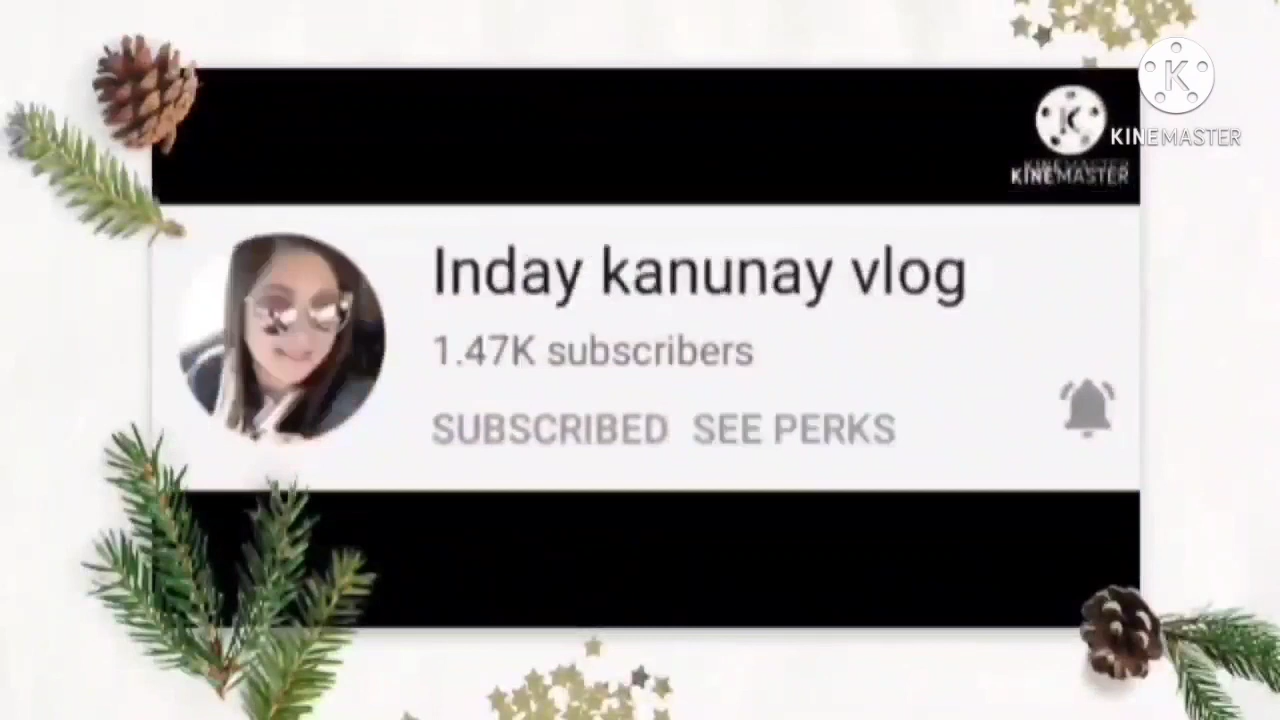 K
KINEMASTER
K
KINEMASTER
Inday kanunay vlog
1.47K subscribers
SUBSCRIBED SEE PERKS